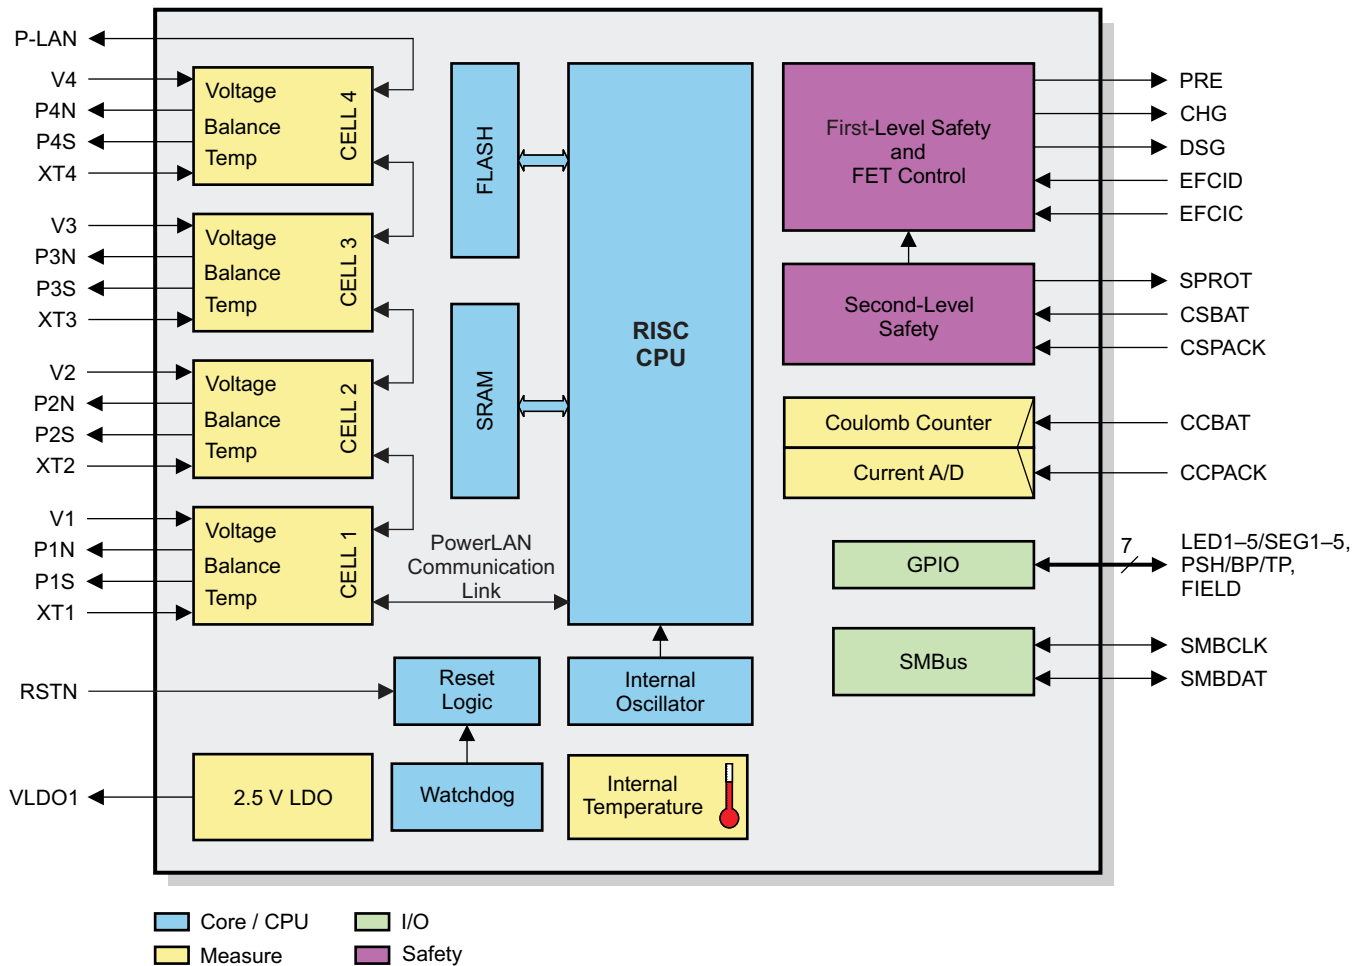 P-LAN
V4
P4N
P4S
XT4
Voltage
Balance
Temp
CELL 4
V3
P3N
P3S
XT3
Voltage
Balance
Temp
CELL 3
V2
P2N
P2S
XT2
Voltage
Balance
Temp
CELL 2
V1
P1N
P1S
XT1
Voltage
Balance
Temp
CELL 1
RSTN
VLDO1
2.5 V LDO
FLASH
SRAM
PowerLAN
Communication
Link
Reset
Logic
Watchdog
RISC
CPU
Internal
Oscillator
Internal
Temperature
First-Level Safety
and
FET Control
Second-Level
Safety
Coulomb Counter
Current A/D
GPIO
SMBus
PRE
CHG
DSG
EFCID
EFCIC
SPROT
CSBAT
CSPACK
CCBAT
CCPACK
7
LED1–5/SEG1–5,
PSH/BP/TP,
FIELD
SMBCLK
SMBDAT
Core / CPU
I/O
Measure
Safety